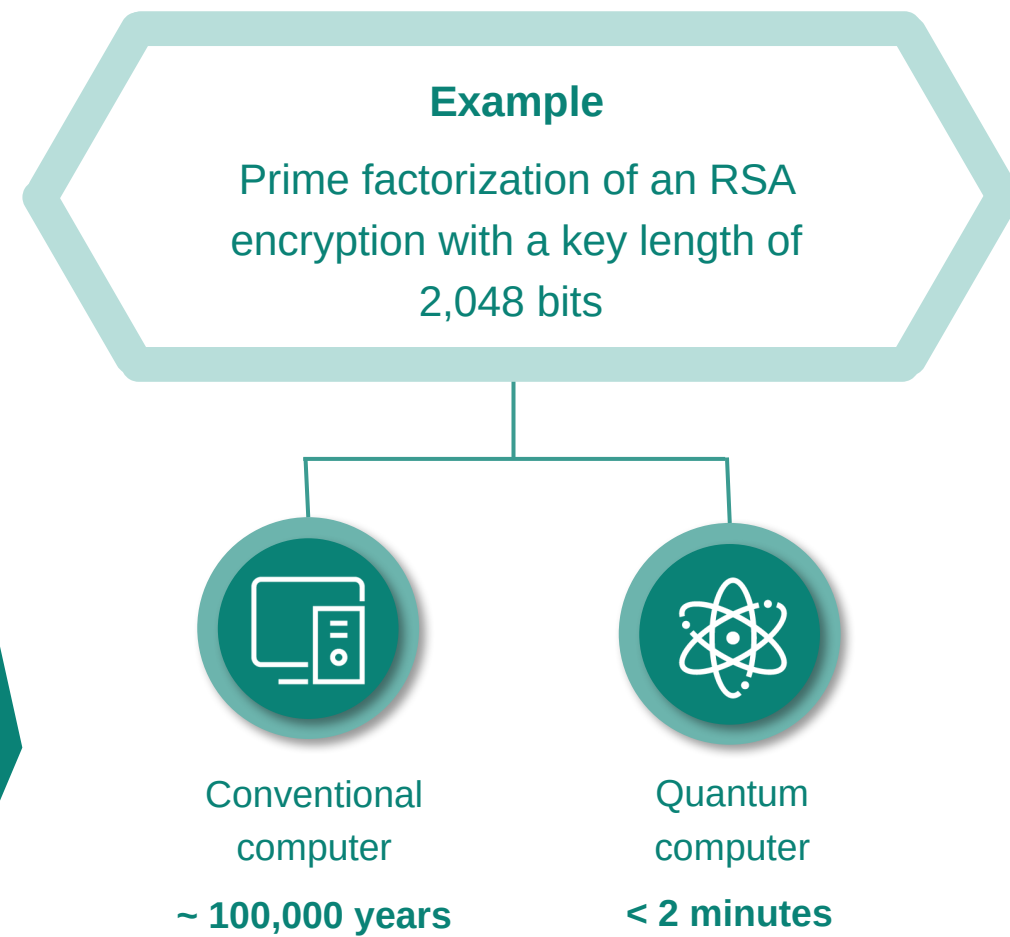 Example
Prime factorization of an RSA
encryption with a key length of
2,048 bits
Conventional
computer
~ 100,000 years
Quantum
computer
< 2 minutes